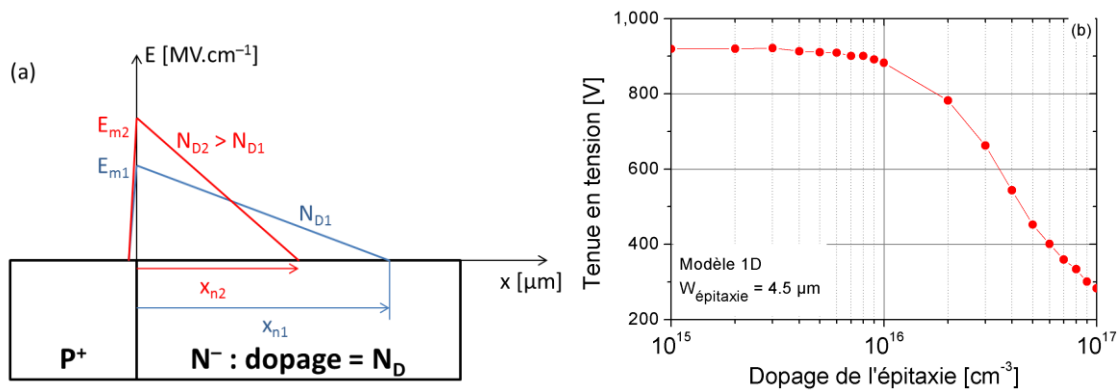 (a)
E [MV.cm⁻¹]
E_m2
N_D2 > N_D1
E_m1
N_D1
x [µm]
x_n2
x_n1
P⁺
N⁻ : dopage = N_D
(b)
Tenue en tension [V]
1,000
800
600
400
200
Modèle 1D
W_épitaxie = 4.5 µm
10¹⁵
10¹⁶
10¹⁷
Dopage de l'épitaxie [cm⁻³]